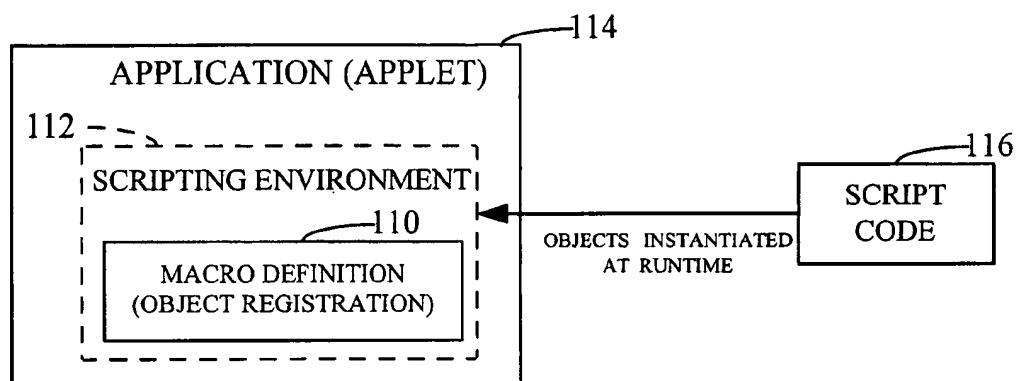 114
APPLICATION (APPLET)
112
SCRIPTING ENVIRONMENT
110
MACRO DEFINITION
(OBJECT REGISTRATION)
OBJECTS INSTANTIATED
AT RUNTIME
116
SCRIPT
CODE